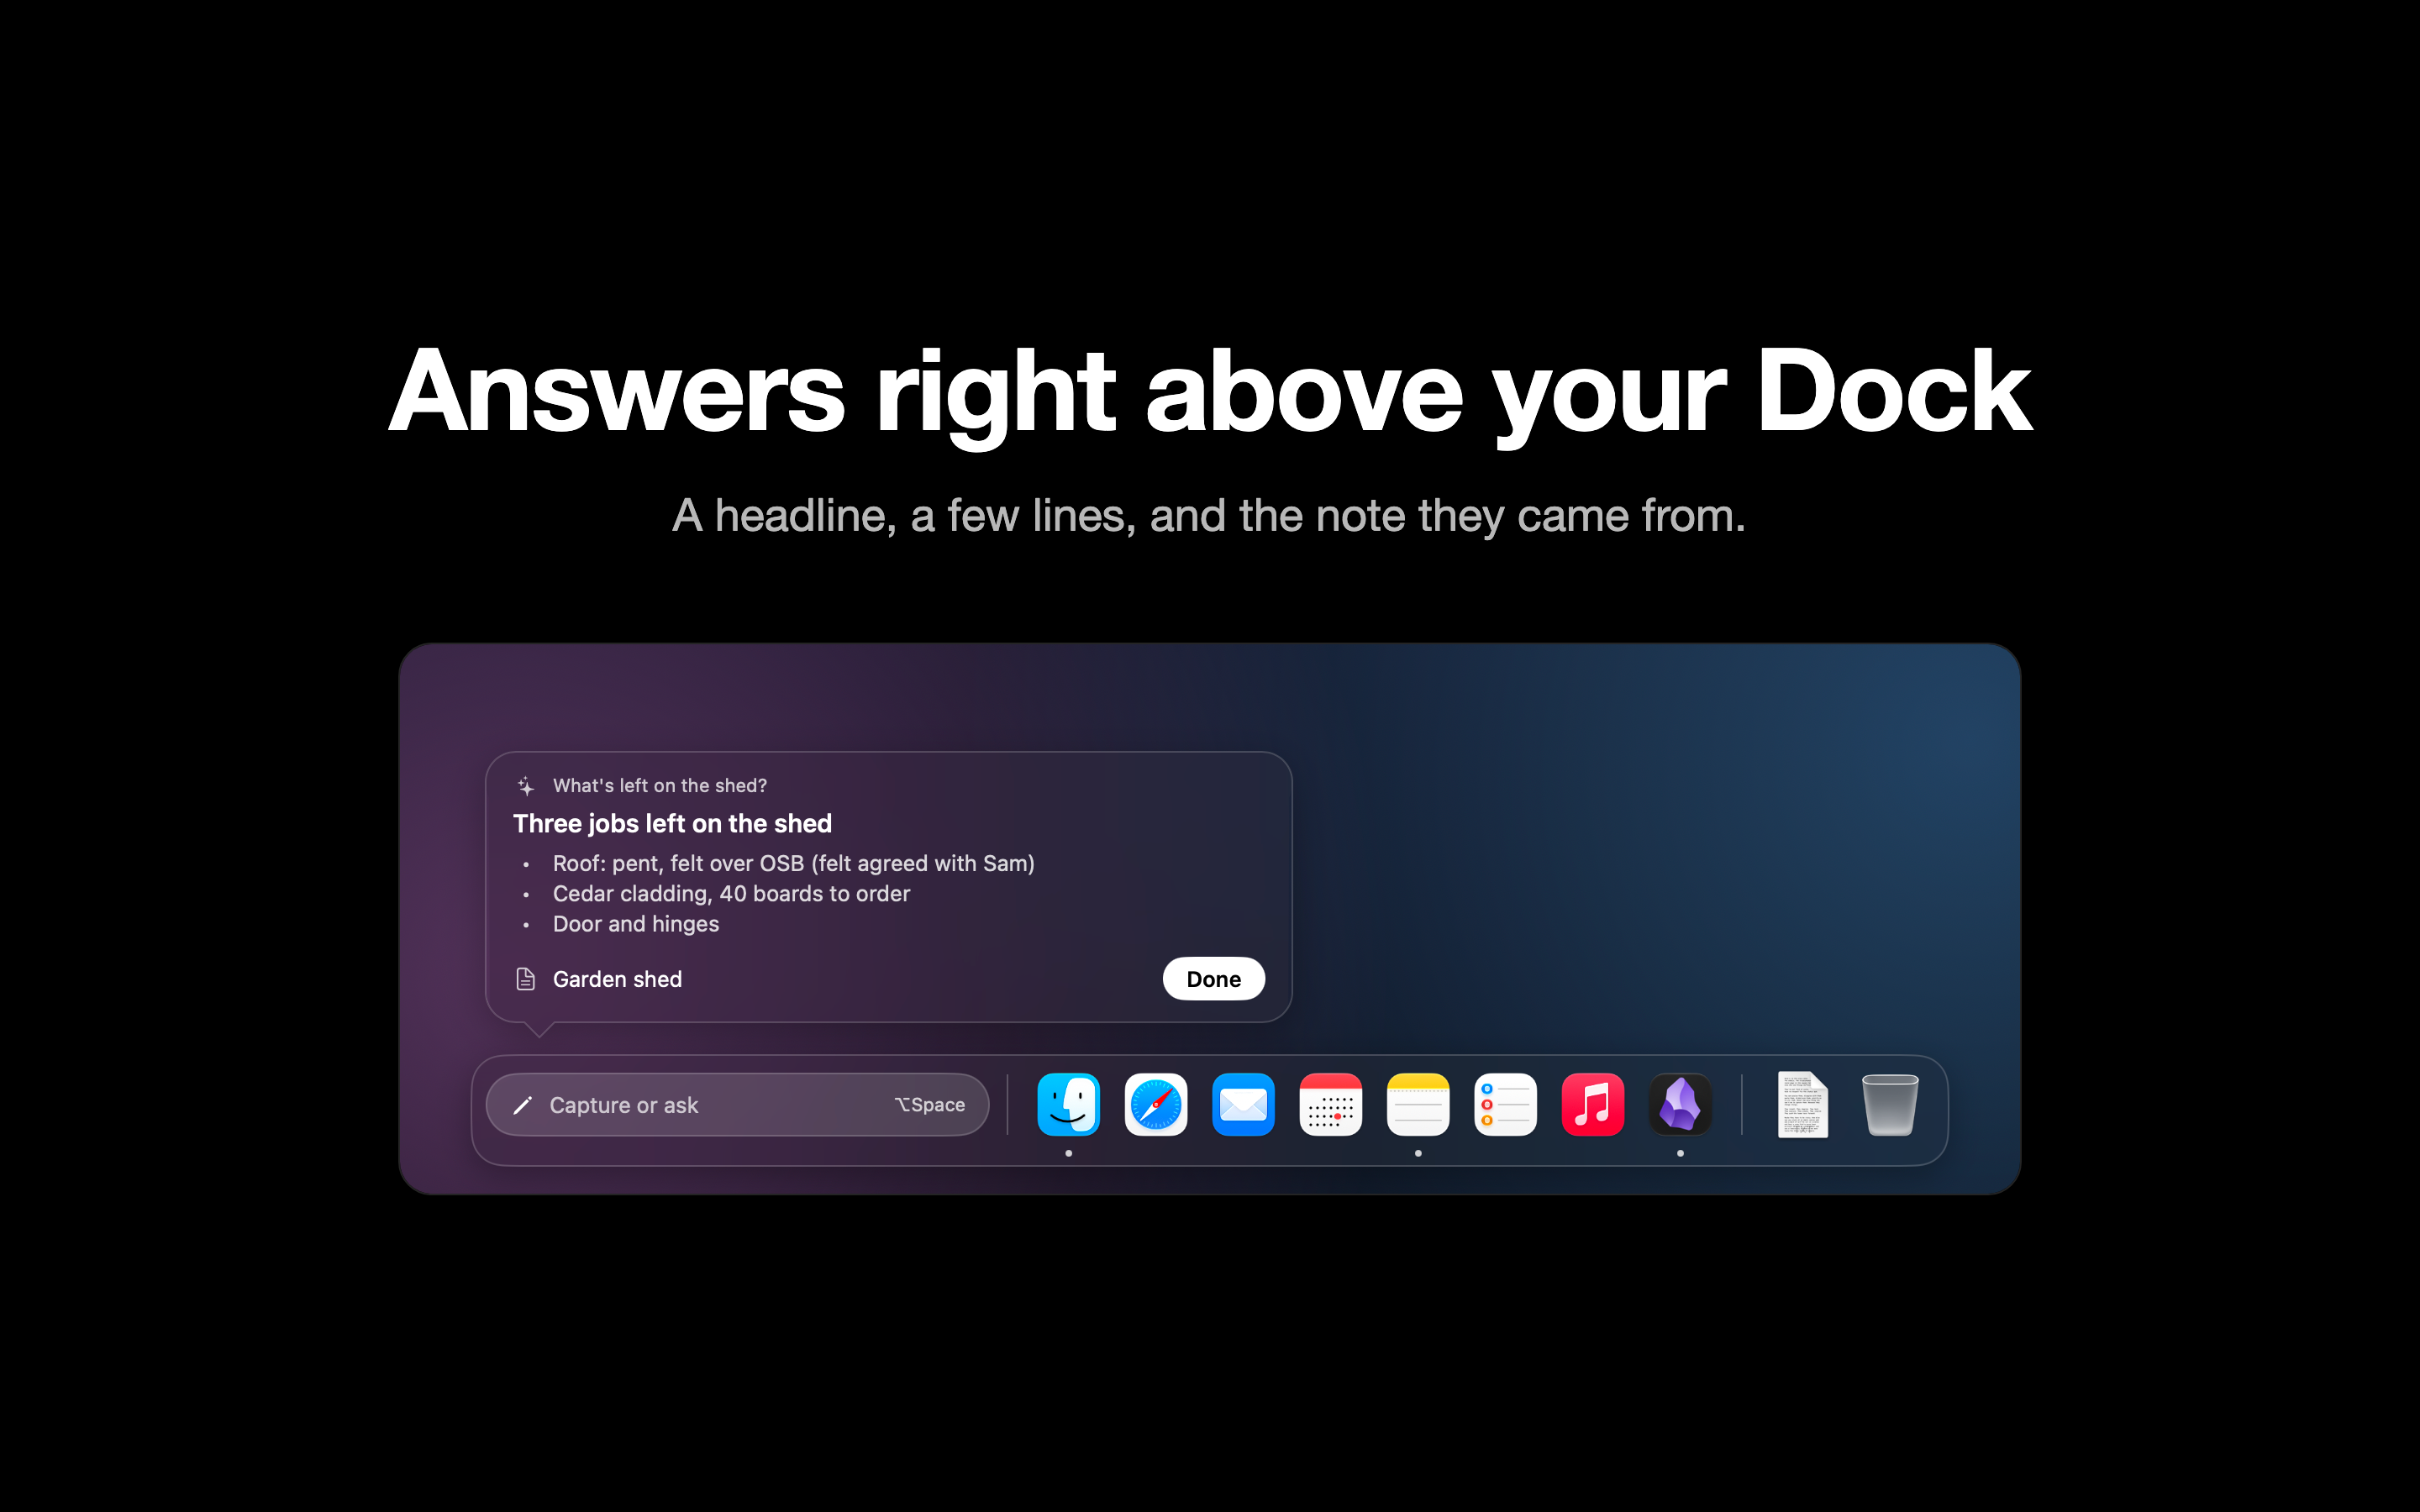 Answers right above your Dock
A headline, a few lines, and the note they came from.
What's left on the shed?
Three jobs left on the shed
• Roof: pent, felt over OSB (felt agreed with Sam)
• Cedar cladding, 40 boards to order
• Door and hinges
Garden shed
Done
Capture or ask
⌥Space